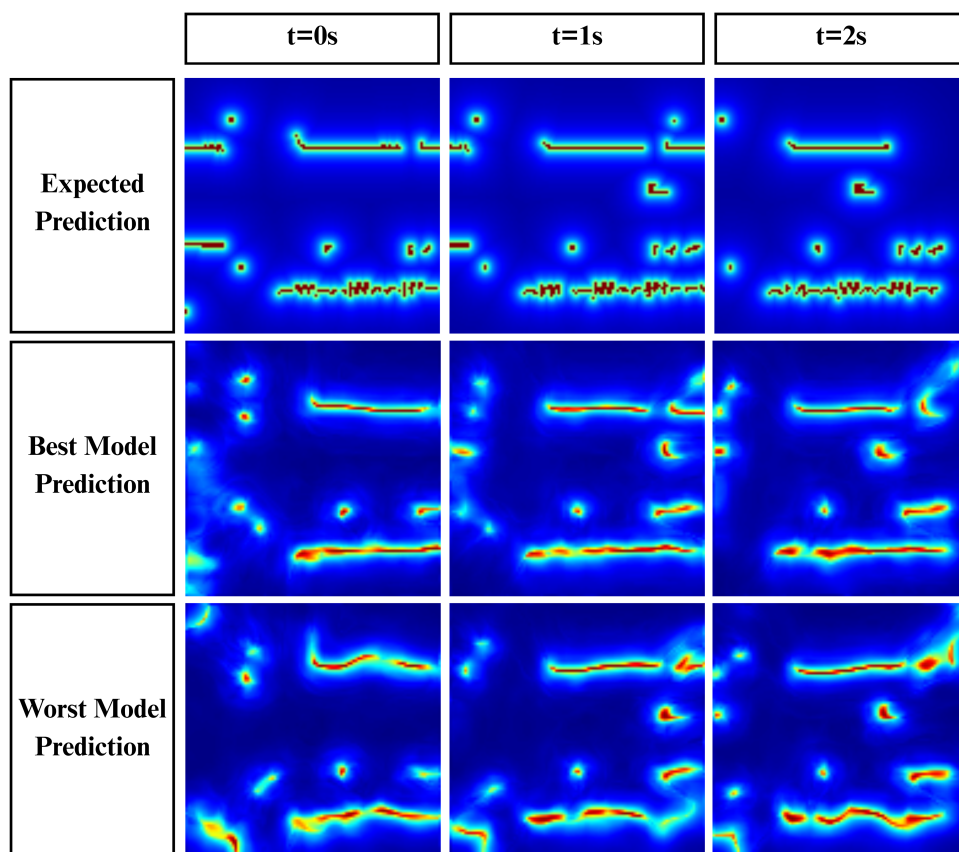 t=0s
t=1s
t=2s
Expected
Prediction
Best Model
Prediction
Worst Model
Prediction